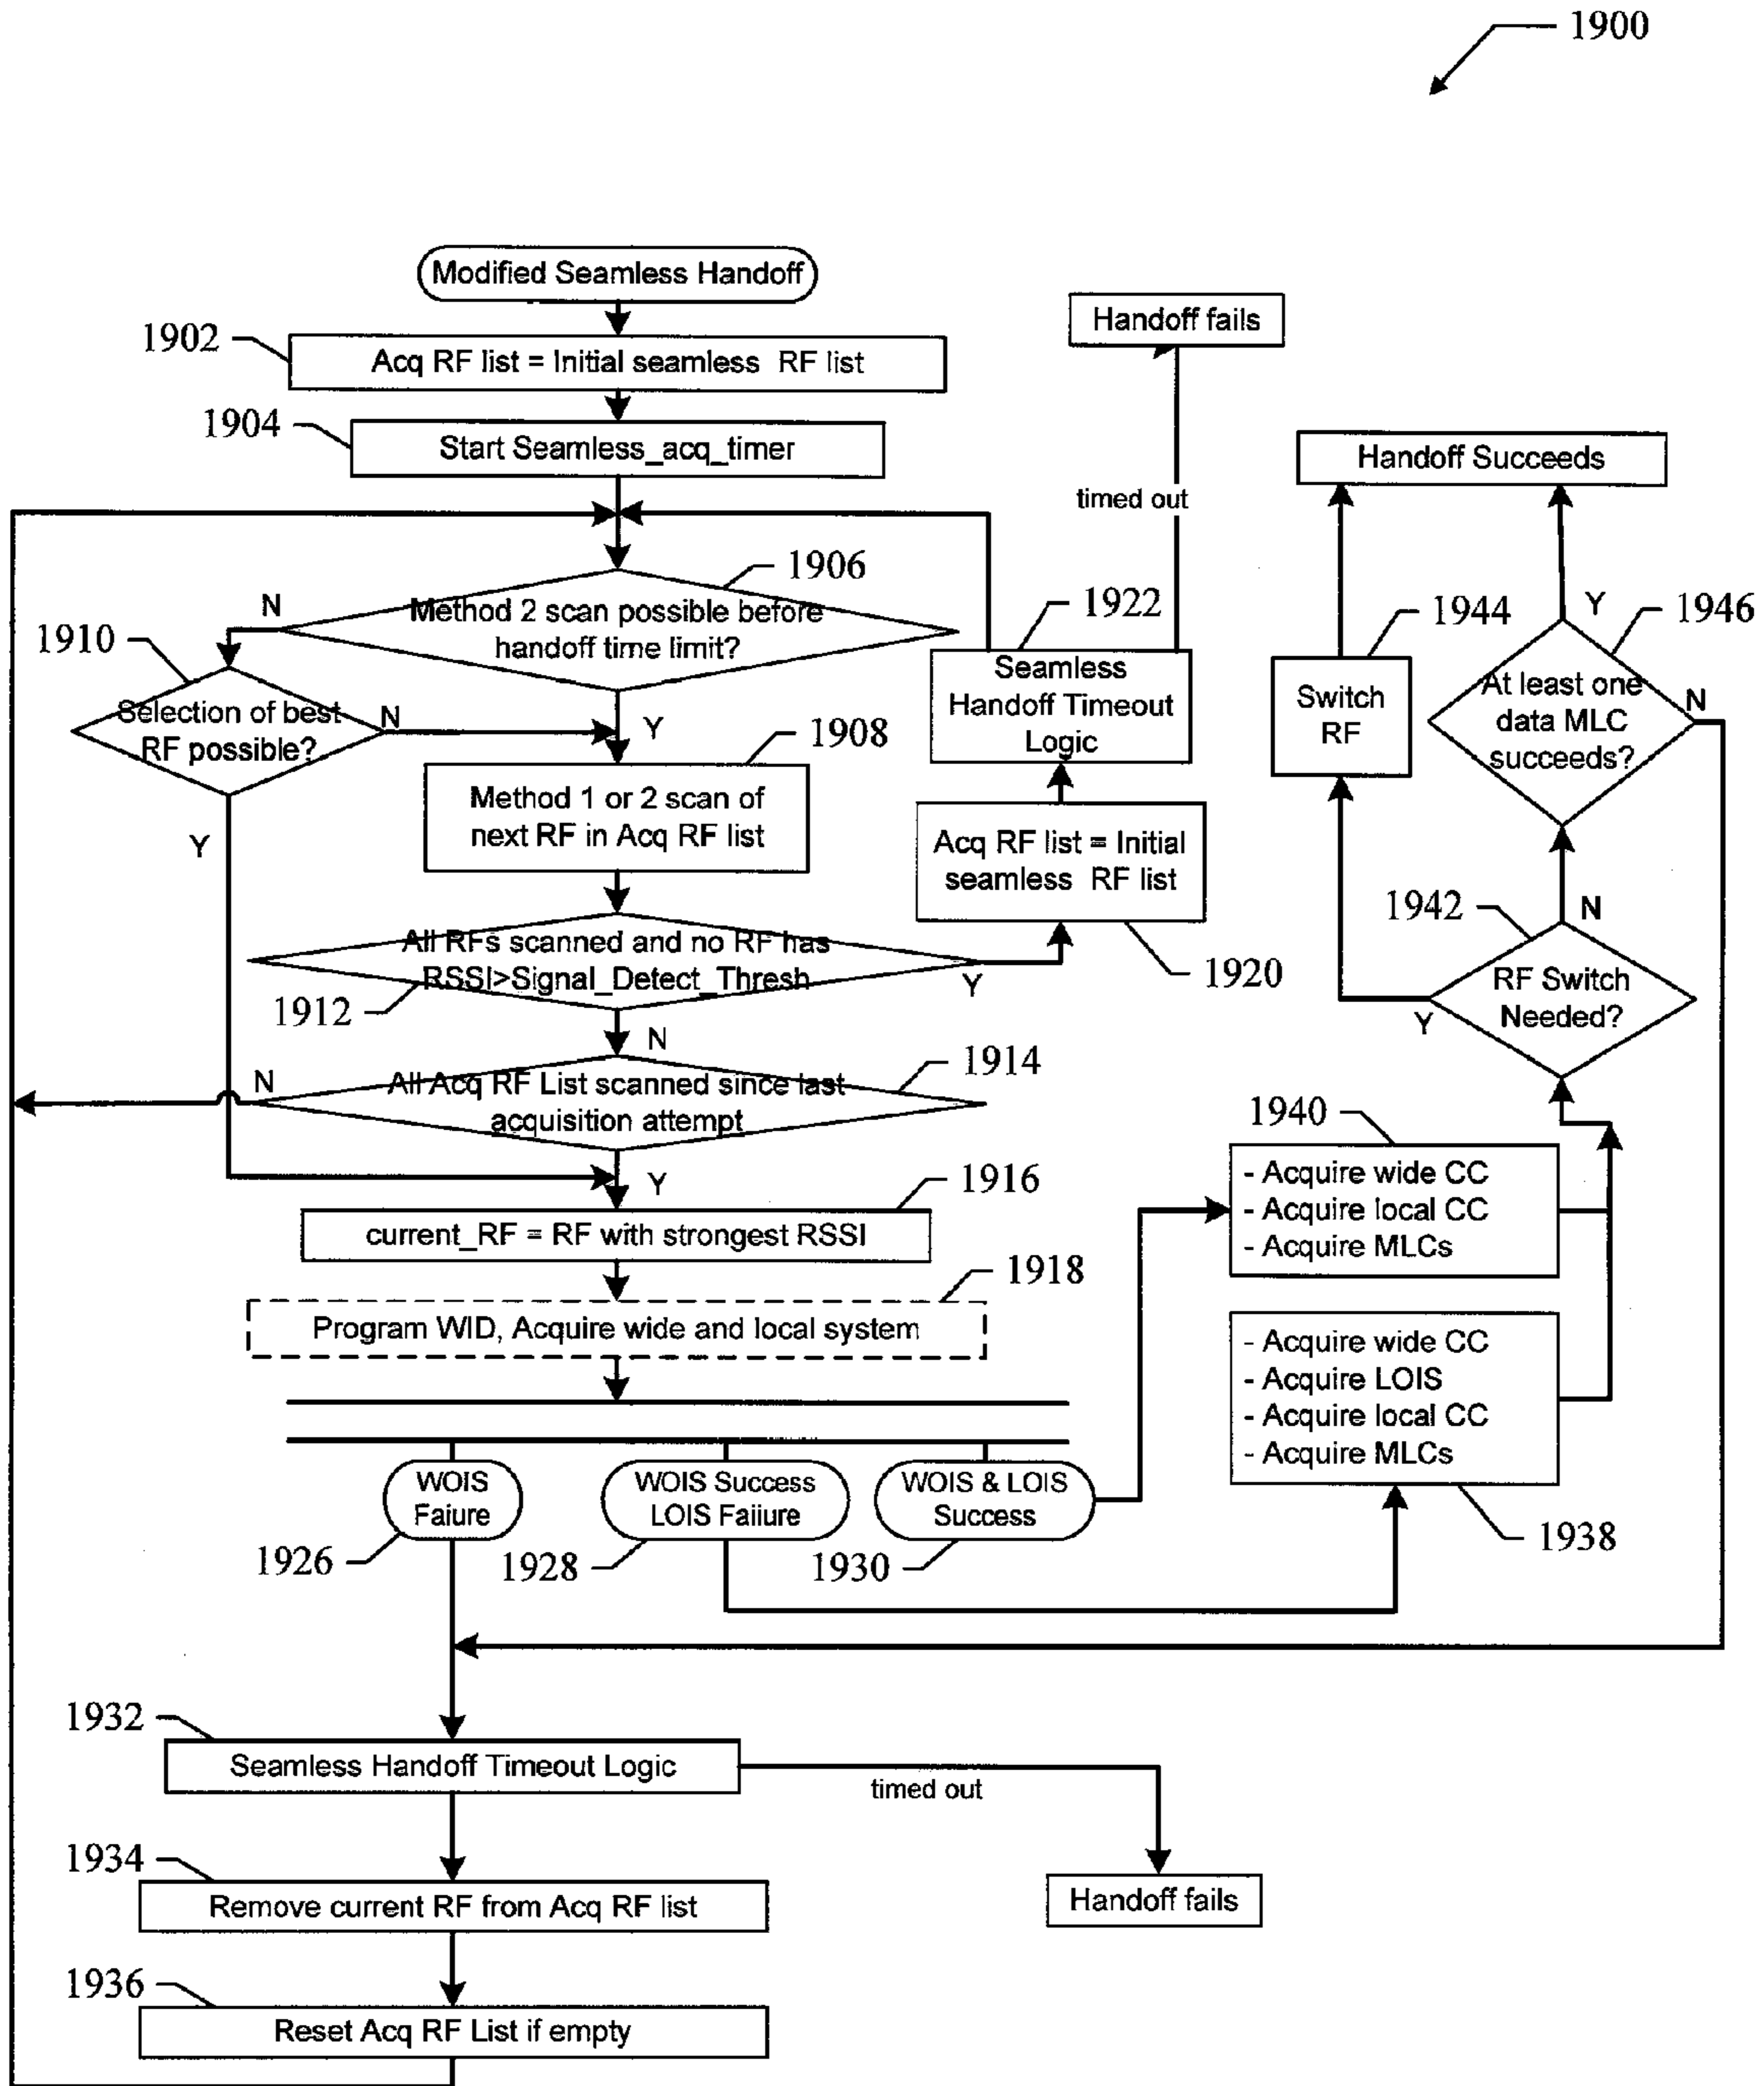 1900
Modified Seamless Handoff
Handoff fails
1902
Acq RF list = Initial seamless RF list
1904
Start Seamless_acq_timer
Handoff Succeeds
timed out
1906
N
Method 2 scan possible before
handoff time limit?
1910
Selection of best
RF possible?
N
Y
1922
Seamless
Handoff Timeout
Logic
1944
Switch
RF
Y
1946
At least one
data MLC
succeeds?
N
1908
Method 1 or 2 scan of
next RF in Acq RF list
Y
Acq RF list = Initial
seamless RF list
1920
1942
N
RF Switch
Needed?
Y
All RFs scanned and no RF has
RSSI>Signal_Detect_Thresh
Y
1912
N
1914
N
All Acq RF List scanned since last
acquisition attempt
Y
1916
current_RF = RF with strongest RSSI
1918
Program WID, Acquire wide and local system
1940
- Acquire wide CC
- Acquire local CC
- Acquire MLCs
- Acquire wide CC
- Acquire LOIS
- Acquire local CC
- Acquire MLCs
1938
WOIS
Faiure
1926
WOIS Success
LOIS Faiiure
1928
WOIS & LOIS
Success
1930
1932
Seamless Handoff Timeout Logic
timed out
Handoff fails
1934
Remove current RF from Acq RF list
1936
Reset Acq RF List if empty